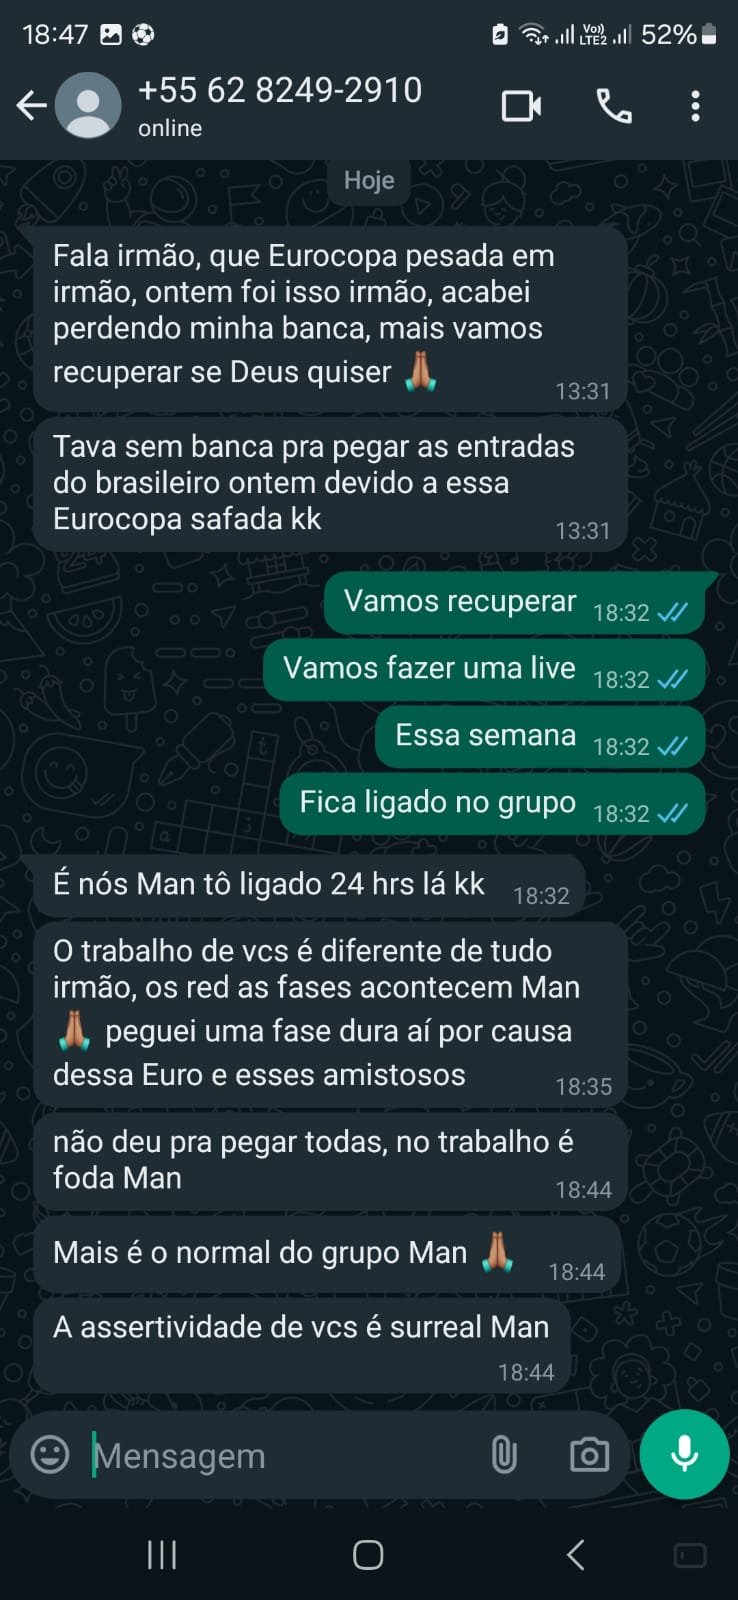 18:47
Vo))
LTE2
52%
+55 62 8249-2910
online
Hoje
Fala irmão, que Eurocopa pesada em
irmão, ontem foi isso irmão, acabei
perdendo minha banca, mais vamos
recuperar se Deus quiser 🙏🏽
13:31
Tava sem banca pra pegar as entradas
do brasileiro ontem devido a essa
Eurocopa safada kk
13:31
Vamos recuperar 18:32
Vamos fazer uma live 18:32
Essa semana 18:32
Fica ligado no grupo 18:32
É nós Man tô ligado 24 hrs lá kk 18:32
O trabalho de vcs é diferente de tudo
irmão, os red as fases acontecem Man
🙏🏽 peguei uma fase dura aí por causa
dessa Euro e esses amistosos
18:35
não deu pra pegar todas, no trabalho é
foda Man
18:44
Mais é o normal do grupo Man 🙏🏽 18:44
A assertividade de vcs é surreal Man
18:44
Mensagem